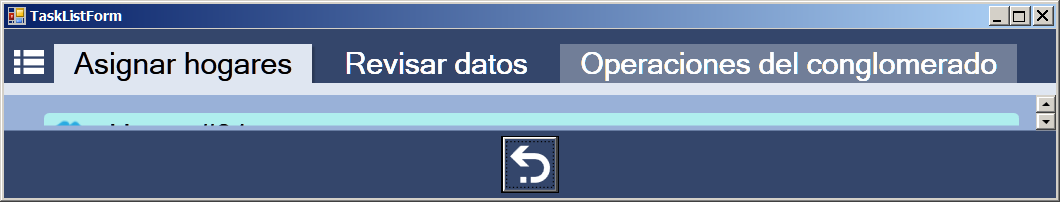 TaskListForm
Asignar hogares Revisar datos Operaciones del conglomerado